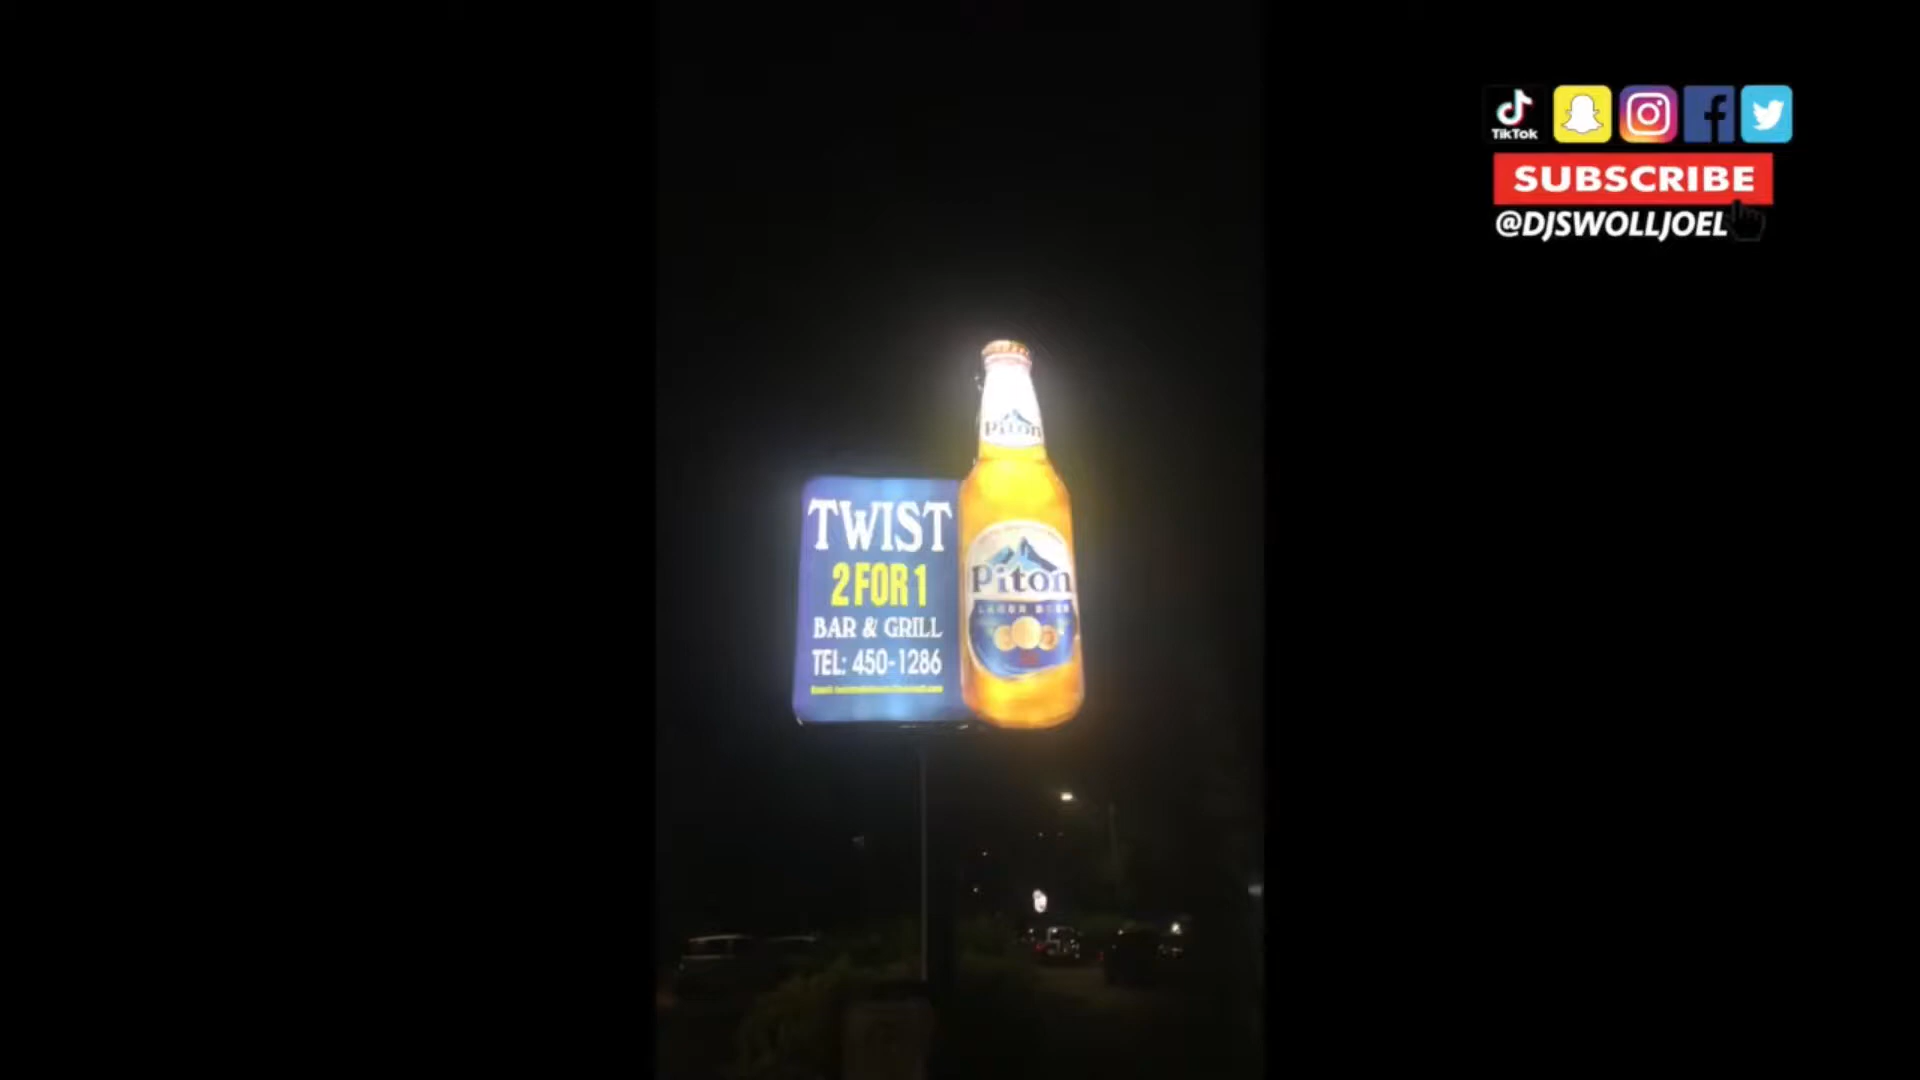 TikTok
SUBSCRIBE
@DJSWOLLJOEL
Piton
TWIST
2 FOR 1
BAR & GRILL
TEL: 450-1286
Piton
LAGER BEER